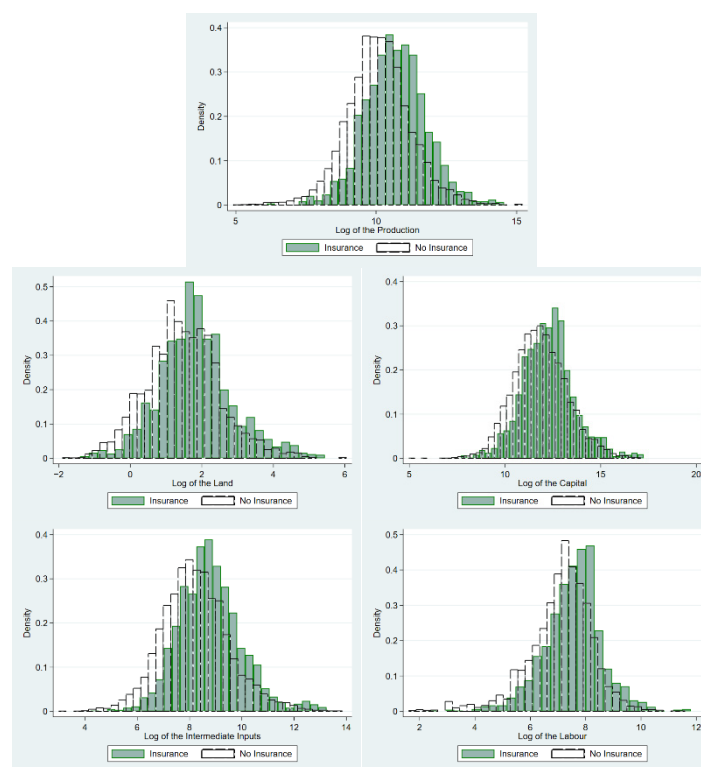 Density
0.4
0.3
0.2
0.1
0
5 10 15
Log of the Production
Insurance No Insurance
Density
0.5
0.4
0.3
0.2
0.1
0
−2 0 2 4 6
Log of the Land
Insurance No Insurance
Density
0.4
0.3
0.2
0.1
0
5 10 15 20
Log of the Capital
Insurance No Insurance
Density
0.4
0.3
0.2
0.1
0
4 6 8 10 12 14
Log of the Intermediate Inputs
Insurance No Insurance
Density
0.5
0.4
0.3
0.2
0.1
0
2 4 6 8 10 12
Log of the Labour
Insurance No Insurance